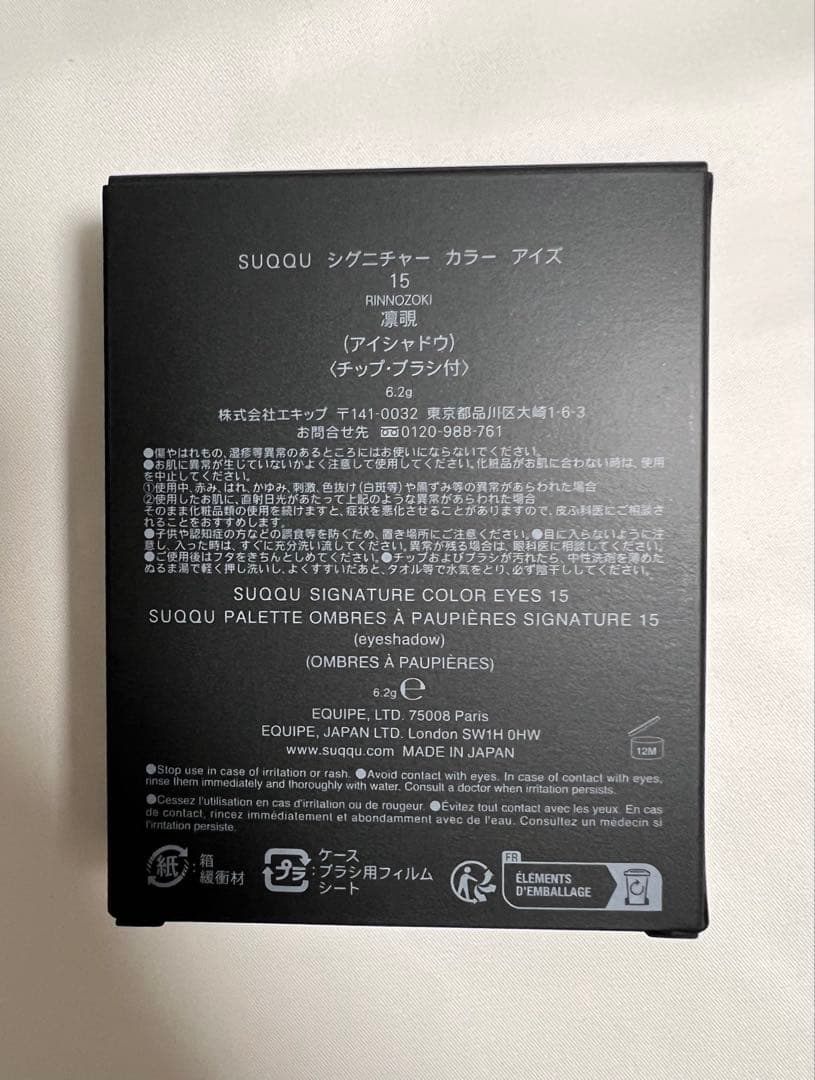 SUQQU シグニチャー カラー アイズ
15
RINNOZOKI
凛覗
(アイシャドウ)
〈チップ・ブラシ付〉
6.2g
株式会社エキップ 〒141-0032 東京都品川区大崎1-6-3
お問合せ先 0120-988-761
●傷やはれもの、湿疹等異常のあるところにはお使いにならないでください。
●お肌に異常が生じていないかよく注意して使用してください。化粧品がお肌に合わない時は、使用
を中止してください。
①使用中、赤み、はれ、かゆみ、刺激、色抜け(白斑等)や黒ずみ等の異常があらわれた場合
②使用したお肌に、直射日光があたって上記のような異常があらわれた場合
そのまま化粧品類の使用を続けますと、症状を悪化させることがありますので、皮ふ科医にご相談さ
れることをおすすめします。
●子供や認知症の方などの誤食等を防ぐため、置き場所にご注意ください。●目に入らないように注
意し、入った時は、すぐに充分洗い流してください。異常が残る場合は、眼科医に相談してください。
●ご使用後はフタをきちんとしめてください。●チップおよびブラシが汚れたら、中性洗剤を薄めた
ぬるま湯で軽く押し洗いし、よくすすいだあと、タオル等で水気をとり、必ず陰干ししてください。
SUQQU SIGNATURE COLOR EYES 15
SUQQU PALETTE OMBRES À PAUPIÈRES SIGNATURE 15
(eyeshadow)
(OMBRES À PAUPIÈRES)
6.2g ℮
EQUIPE, LTD. 75008 Paris
EQUIPE, JAPAN LTD. London SW1H 0HW
www.suqqu.com MADE IN JAPAN
12M
●Stop use in case of irritation or rash. ●Avoid contact with eyes. In case of contact with eyes,
rinse them immediately and thoroughly with water. Consult a doctor when irritation persists.
●Cessez l'utilisation en cas d'irritation ou de rougeur. ●Évitez tout contact avec les yeux. En cas
de contact, rincez immédiatement et abondamment avec de l'eau. Consultez un médecin si
l'irritation persiste.
紙 : 箱
緩衝材
プラ : ケース
ブラシ用フィルム
シート
FR
ÉLÉMENTS
D'EMBALLAGE